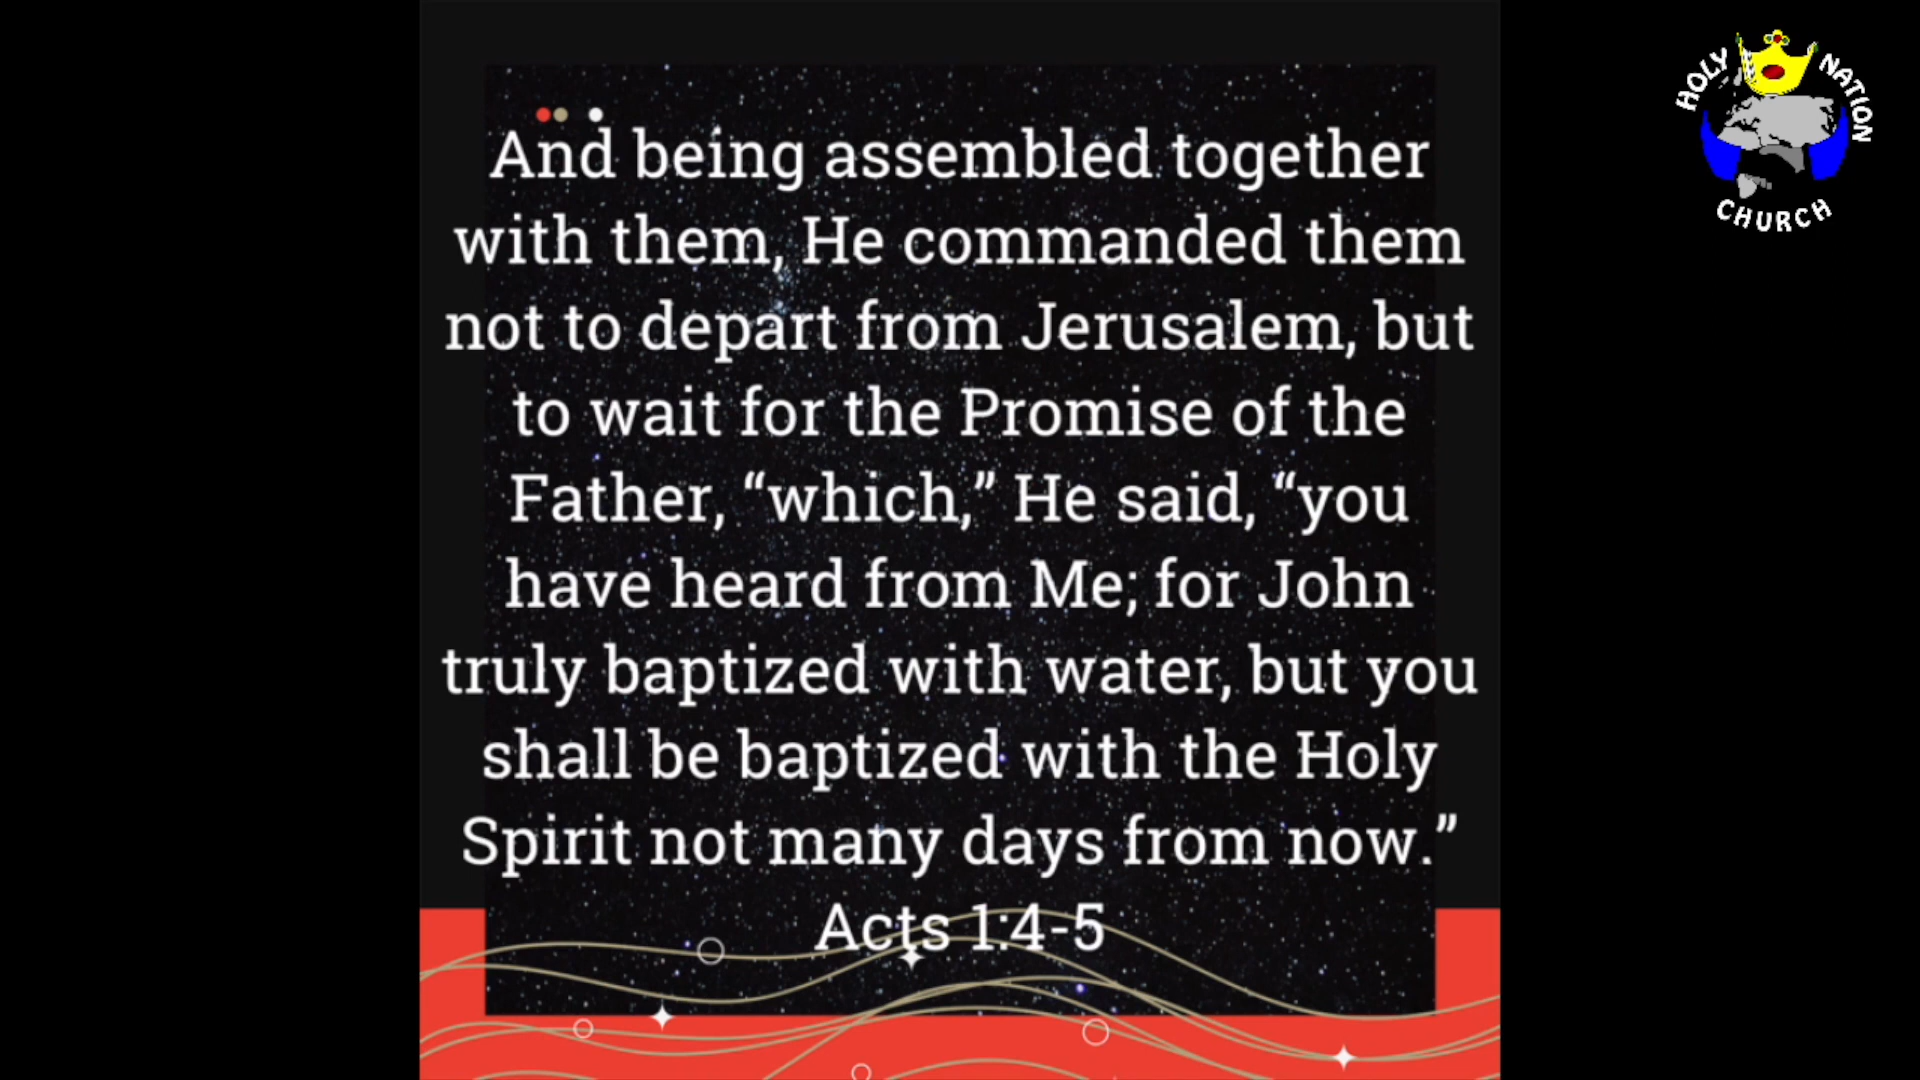 And being assembled together
with them, He commanded them
not to depart from Jerusalem, but
to wait for the Promise of the
Father, “which,” He said, “you
have heard from Me; for John
truly baptized with water, but you
shall be baptized with the Holy
Spirit not many days from now.”
Acts 1:4-5
HOLY NATION
CHURCH